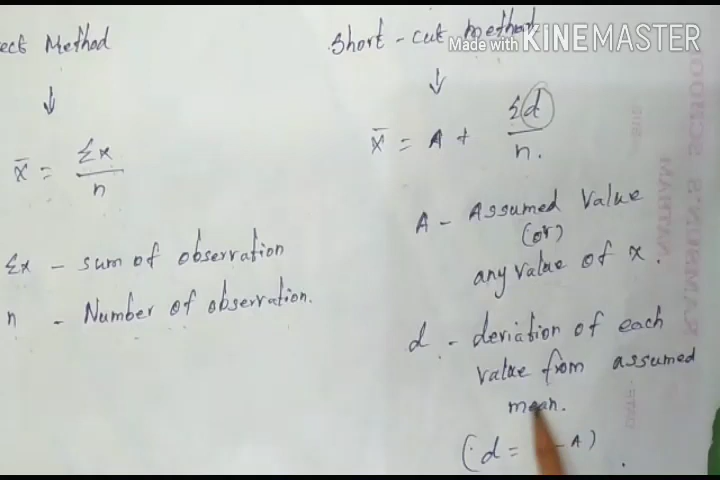 ect Method
↓
x̄ = Σx
n
Σx - sum of observation
n - Number of observation.
Short-cut method
Made with KINEMASTER
↓
x̄ = A + Σd
n.
A - Assumed Value
(or)
any value of x.
d - deviation of each
value from assumed
mean.
(d = - A).